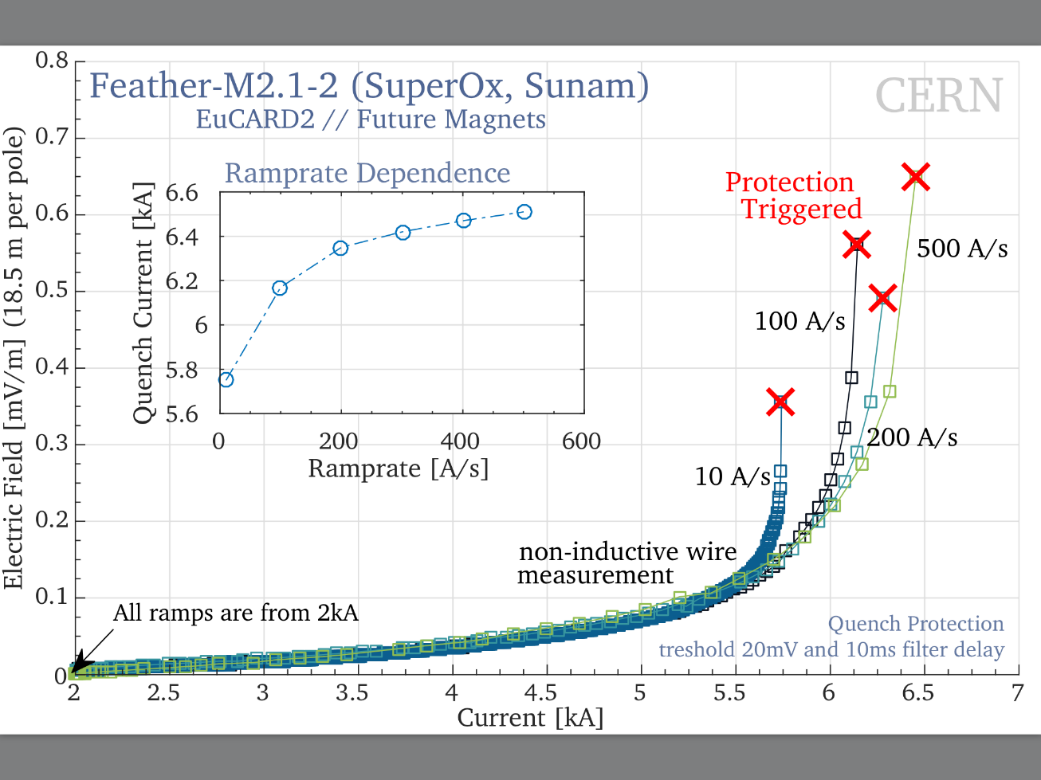 Feather-M2.1-2 (SuperOx, Sunam)
EuCARD2 // Future Magnets
CERN
Ramprate Dependence
Quench Current [kA]
6.6
6.4
6.2
6
5.8
5.6
0
200
400
600
Ramprate [A/s]
Protection
Triggered
500 A/s
100 A/s
200 A/s
10 A/s
non-inductive wire
measurement
All ramps are from 2kA
Quench Protection
treshold 20mV and 10ms filter delay
Electric Field [mV/m] (18.5 m per pole)
0.8
0.7
0.6
0.5
0.4
0.3
0.2
0.1
0
2
2.5
3
3.5
4
4.5
5
5.5
6
6.5
7
Current [kA]